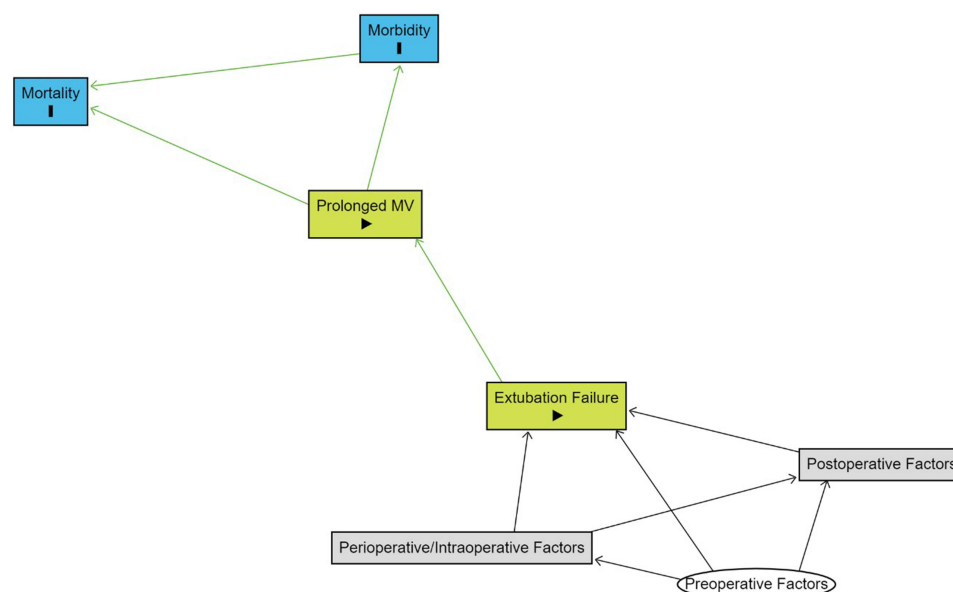 Morbidity
Mortality
Prolonged MV
Extubation Failure
Postoperative Factors
Perioperative/Intraoperative Factors
Preoperative Factors